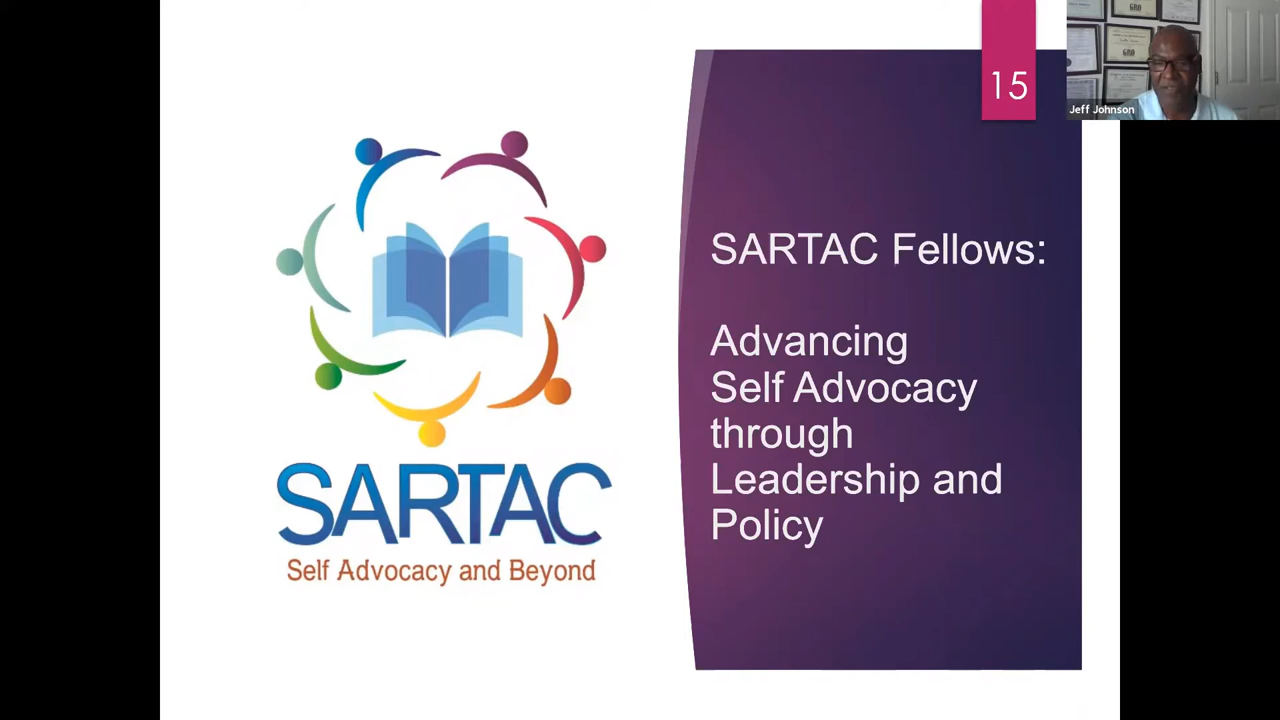 15
Jeff Johnson
SARTAC Fellows:
Advancing
Self Advocacy
through
Leadership and
Policy
SARTAC
Self Advocacy and Beyond